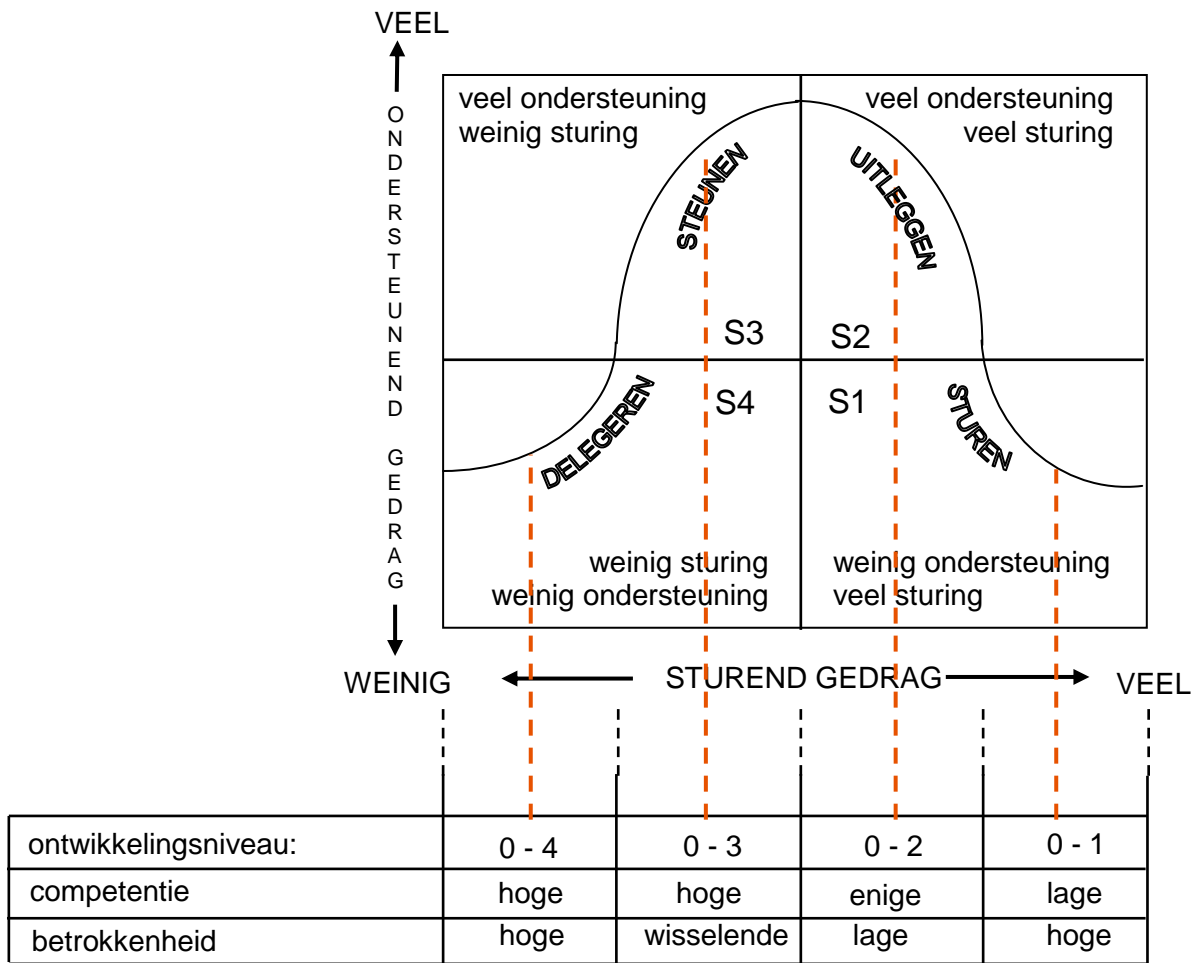 VEEL
ONDERSTEUNEND GEDRAG
veel ondersteuning
weinig sturing
veel ondersteuning
veel sturing
STEUNEN
UITLEGGEN
S3
S2
DELEGEREN
S4
S1
STUREN
weinig sturing
weinig ondersteuning
weinig ondersteuning
veel sturing
WEINIG
STUREND GEDRAG
VEEL
ontwikkelingsniveau: 0 - 4 0 - 3 0 - 2 0 - 1
competentie hoge hoge enige lage
betrokkenheid hoge wisselende lage hoge